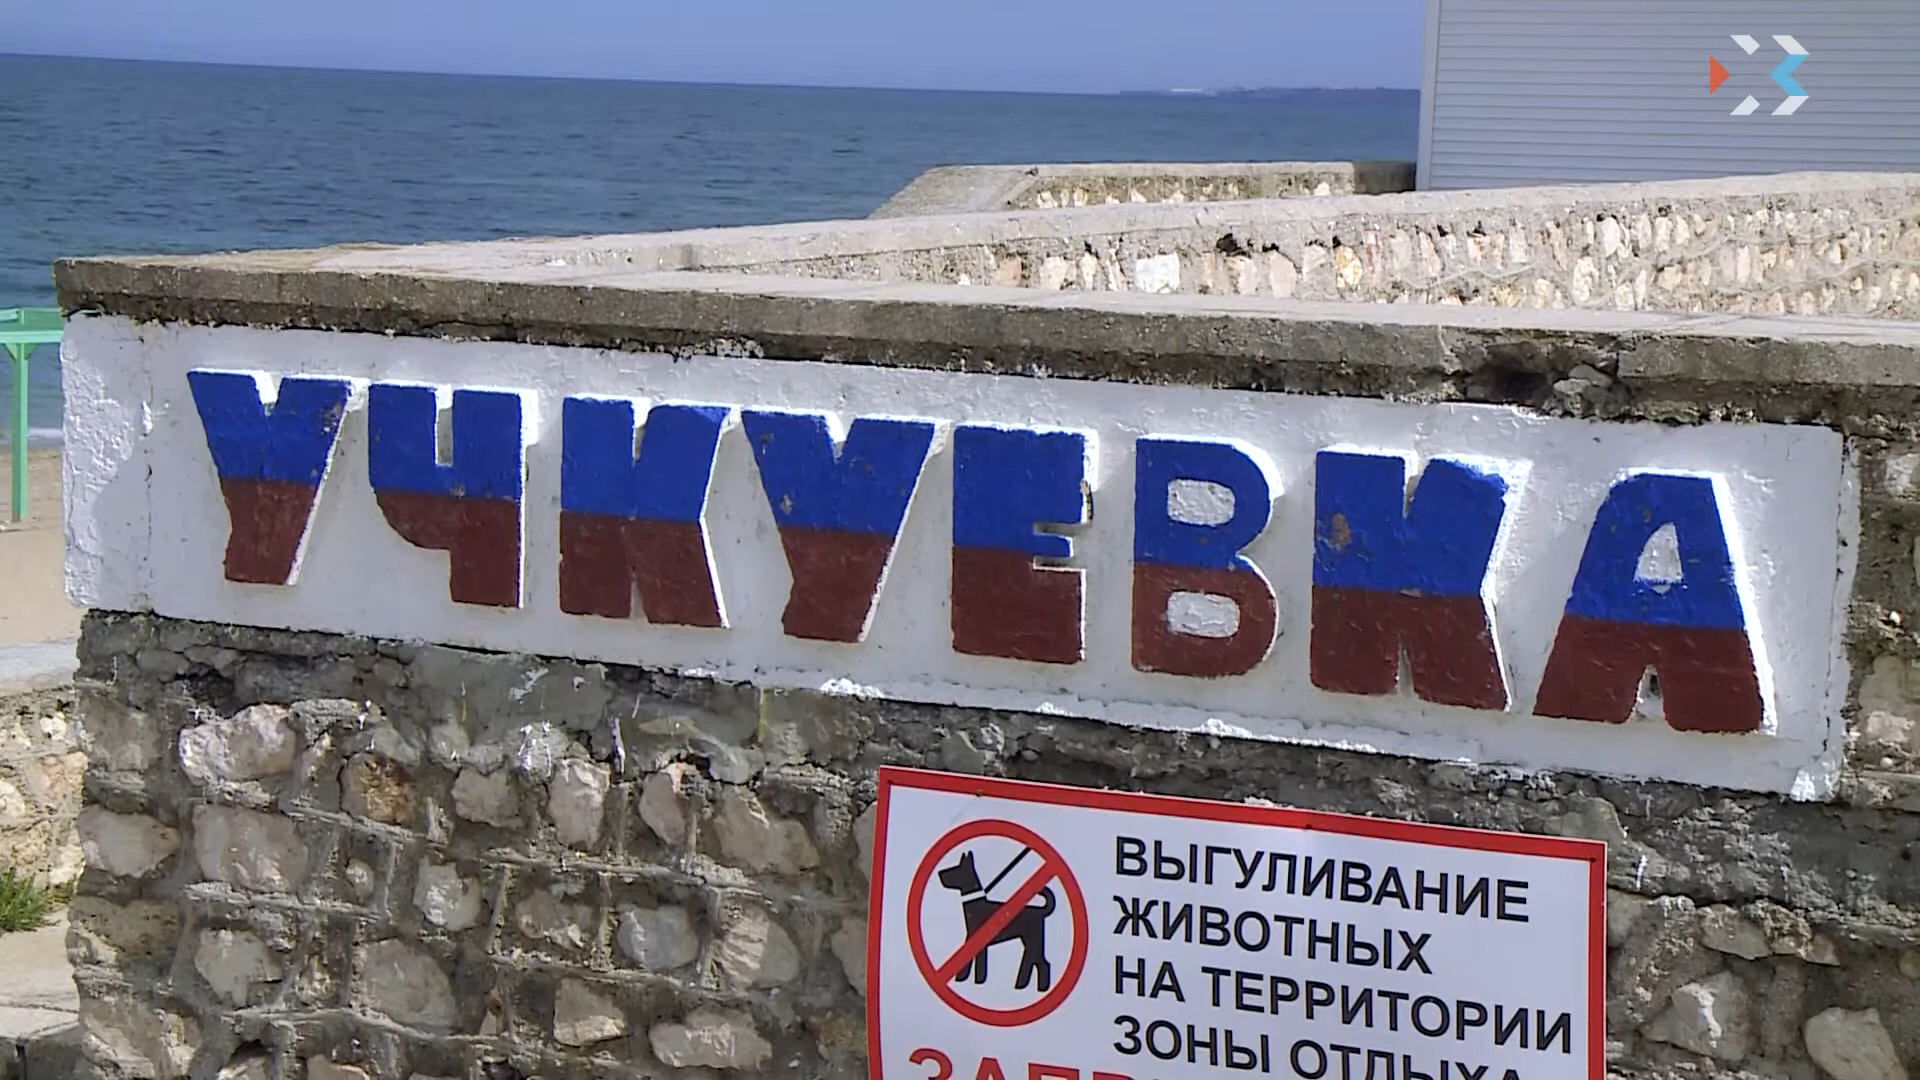 УЧКУЕВКА
ВЫГУЛИВАНИЕ
ЖИВОТНЫХ
НА ТЕРРИТОРИИ
ЗОНЫ ОТДЫХА